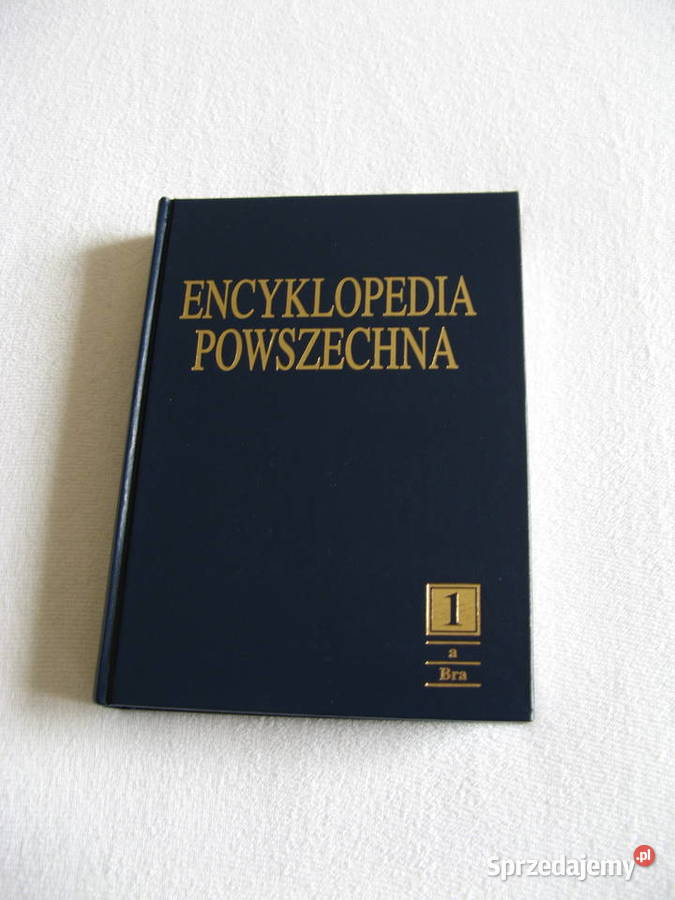 ENCYKLOPEDIA
POWSZECHNA
1
a
Bra
Sprzedajemy.pl